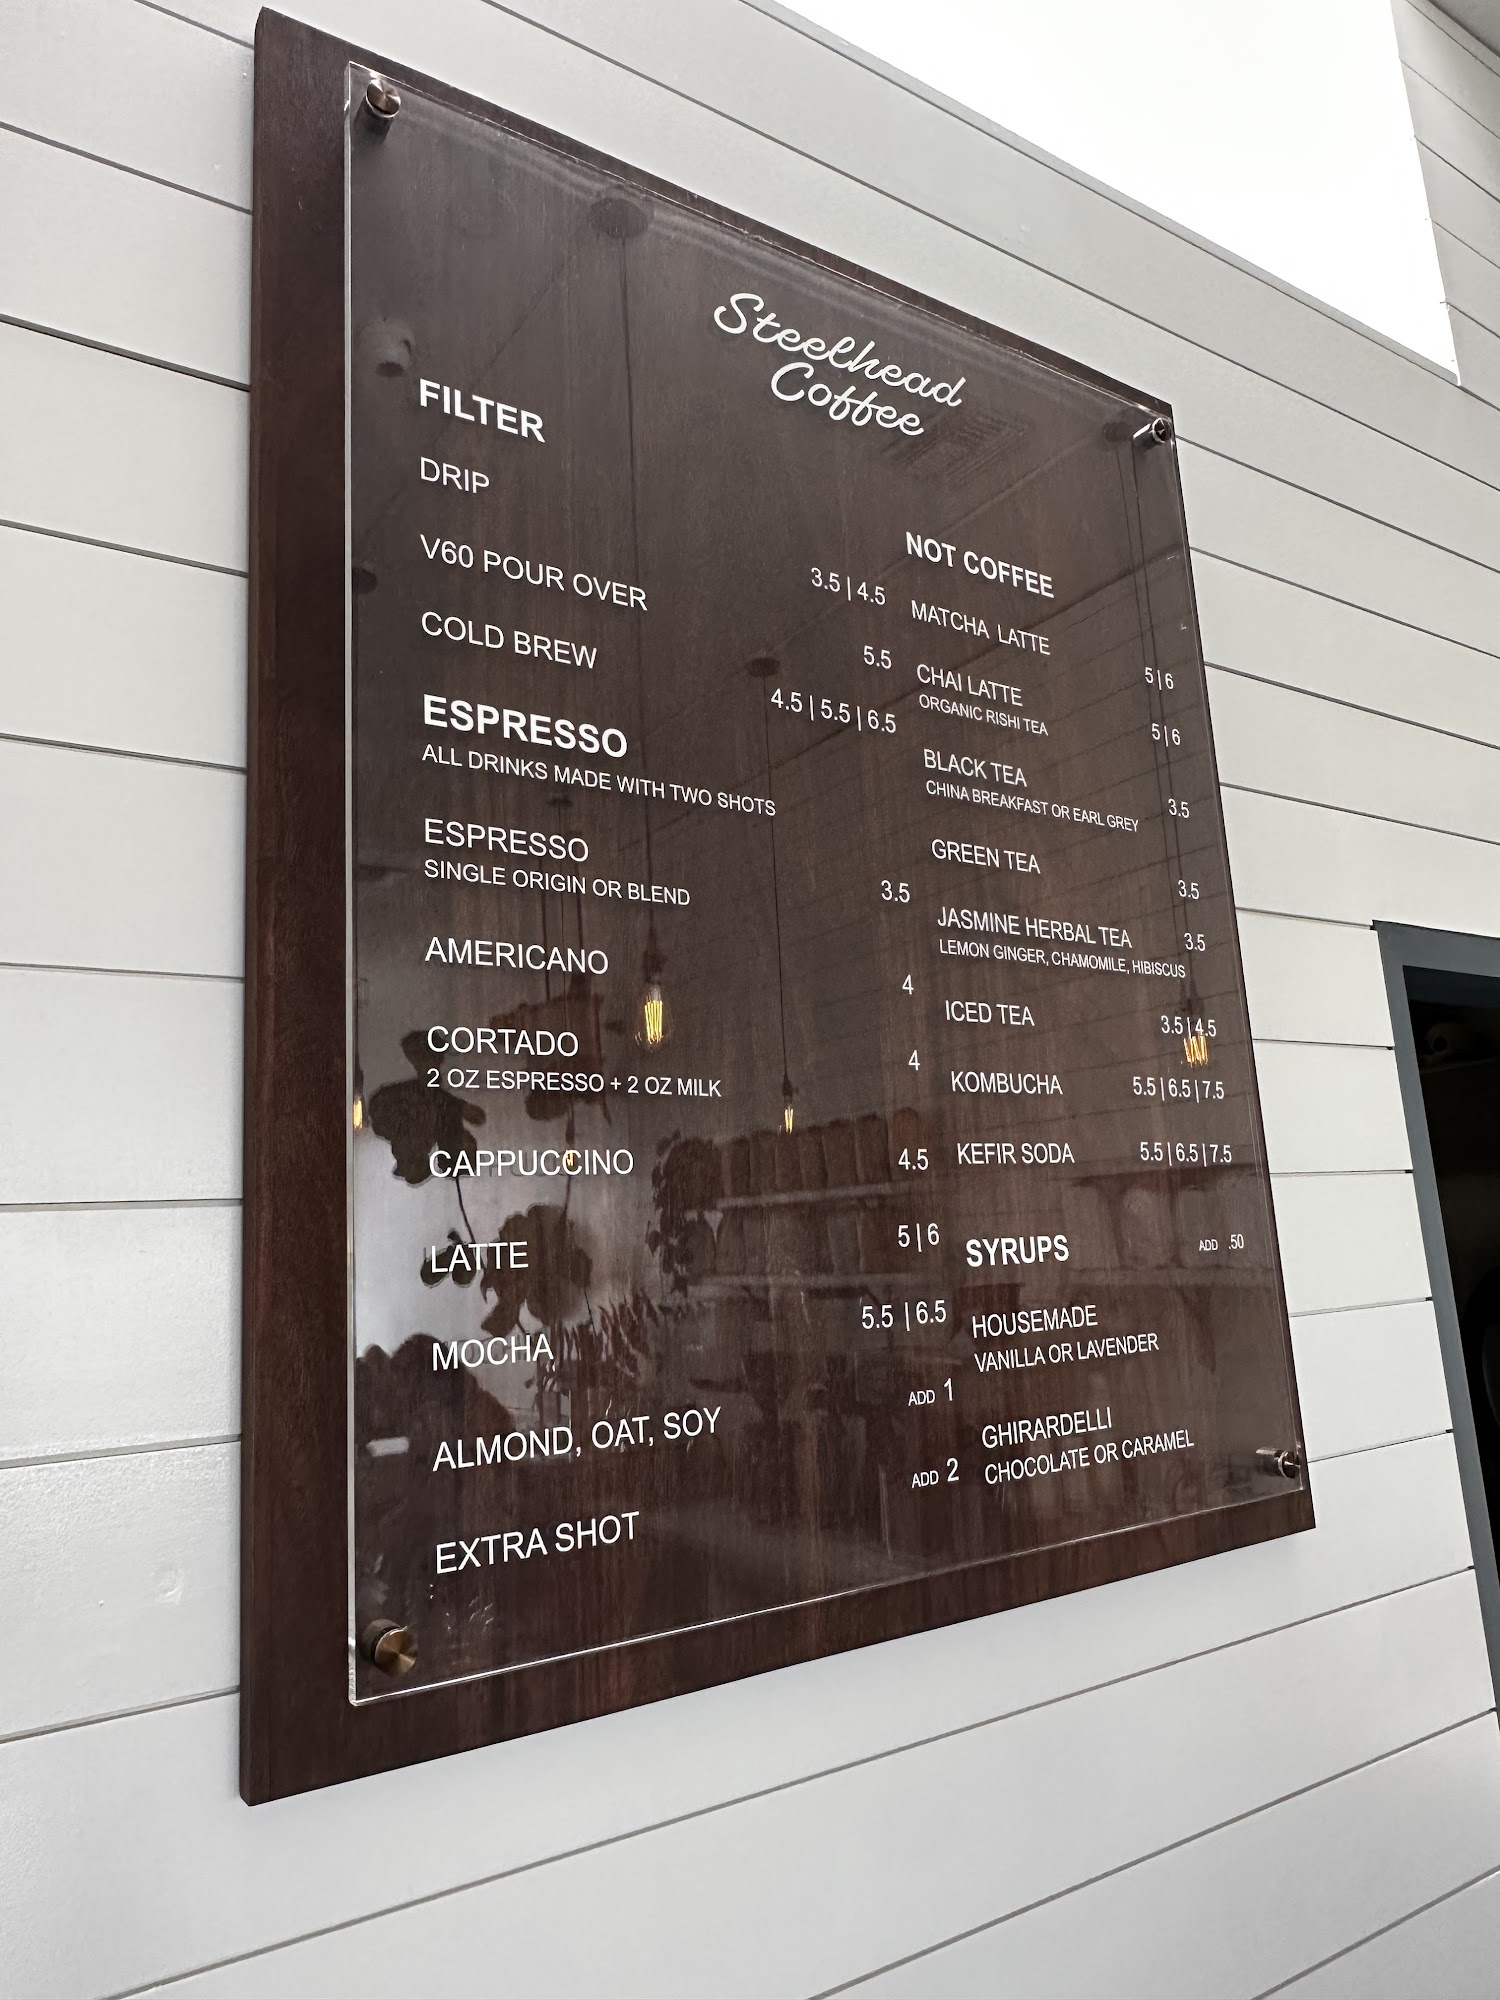 Steelhead
Coffee
FILTER
DRIP 3.5 | 4.5
V60 POUR OVER 5.5
COLD BREW 4.5 | 5.5 | 6.5
ESPRESSO
ALL DRINKS MADE WITH TWO SHOTS
ESPRESSO 3.5
SINGLE ORIGIN OR BLEND
AMERICANO 4
CORTADO 4
2 OZ ESPRESSO + 2 OZ MILK
CAPPUCCINO 4.5
LATTE 5 | 6
MOCHA 5.5 | 6.5
ALMOND, OAT, SOY ADD 1
EXTRA SHOT ADD 2
NOT COFFEE
MATCHA LATTE 5 | 6
CHAI LATTE 5 | 6
ORGANIC RISHI TEA
BLACK TEA 3.5
CHINA BREAKFAST OR EARL GREY
GREEN TEA 3.5
JASMINE HERBAL TEA 3.5
LEMON GINGER, CHAMOMILE, HIBISCUS
ICED TEA 3.5 | 4.5
KOMBUCHA 5.5 | 6.5 | 7.5
KEFIR SODA 5.5 | 6.5 | 7.5
SYRUPS ADD .50
HOUSEMADE
VANILLA OR LAVENDER
GHIRARDELLI
CHOCOLATE OR CARAMEL